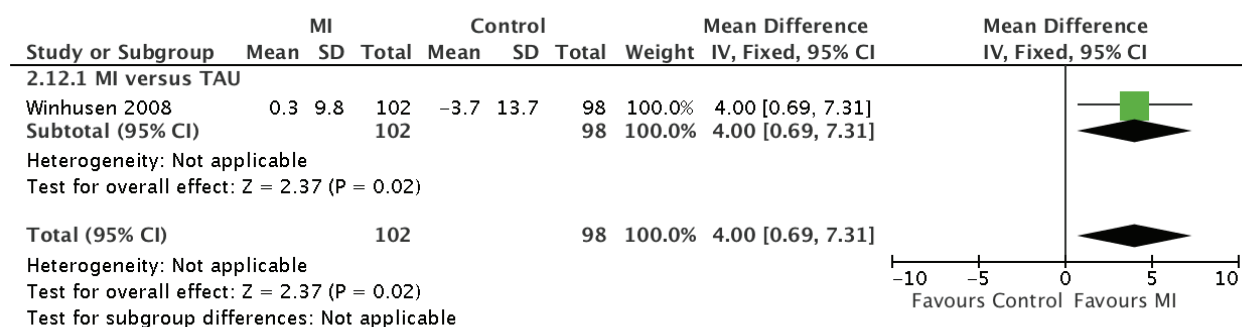 MI Control Mean Difference Mean Difference
Study or Subgroup Mean SD Total Mean SD Total Weight IV, Fixed, 95% CI IV, Fixed, 95% CI
2.12.1 MI versus TAU
Winhusen 2008 0.3 9.8 102 −3.7 13.7 98 100.0% 4.00 [0.69, 7.31]
Subtotal (95% CI) 102 98 100.0% 4.00 [0.69, 7.31]
Heterogeneity: Not applicable
Test for overall effect: Z = 2.37 (P = 0.02)
Total (95% CI) 102 98 100.0% 4.00 [0.69, 7.31]
Heterogeneity: Not applicable
Test for overall effect: Z = 2.37 (P = 0.02)
Test for subgroup differences: Not applicable
−10 −5 0 5 10
Favours Control Favours MI